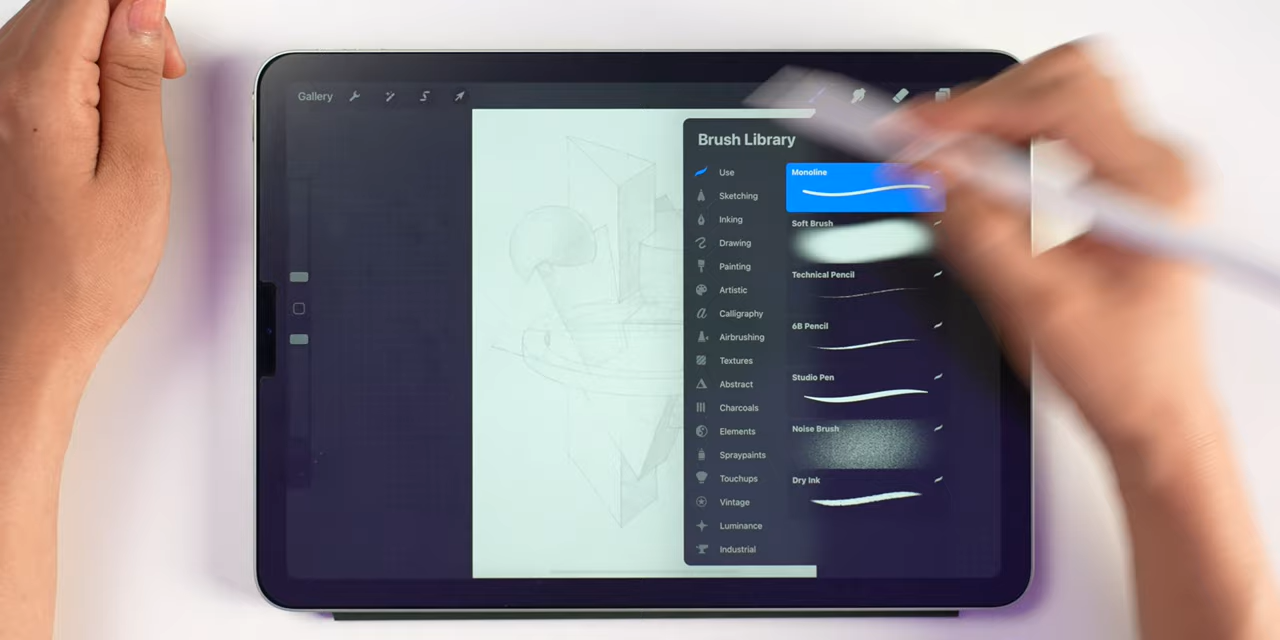 Gallery
Brush Library
Use
Sketching
Inking
Drawing
Painting
Artistic
Calligraphy
Airbrushing
Textures
Abstract
Charcoals
Elements
Spraypaints
Touchups
Vintage
Luminance
Industrial
Monoline
Soft Brush
Technical Pencil
6B Pencil
Studio Pen
Noise Brush
Dry Ink